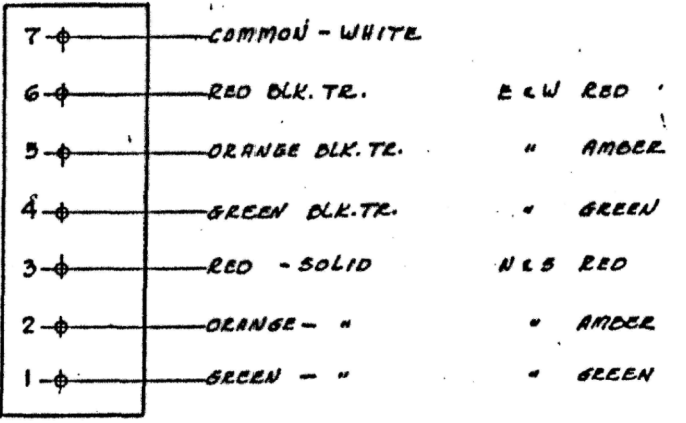 7 COMMON - WHITE
6 RED BLK. TR. E & W RED
5 ORANGE BLK. TR. " AMBER
4 GREEN BLK. TR. " GREEN
3 RED - SOLID N & S RED
2 ORANGE - " " AMBER
1 GREEN - " " GREEN